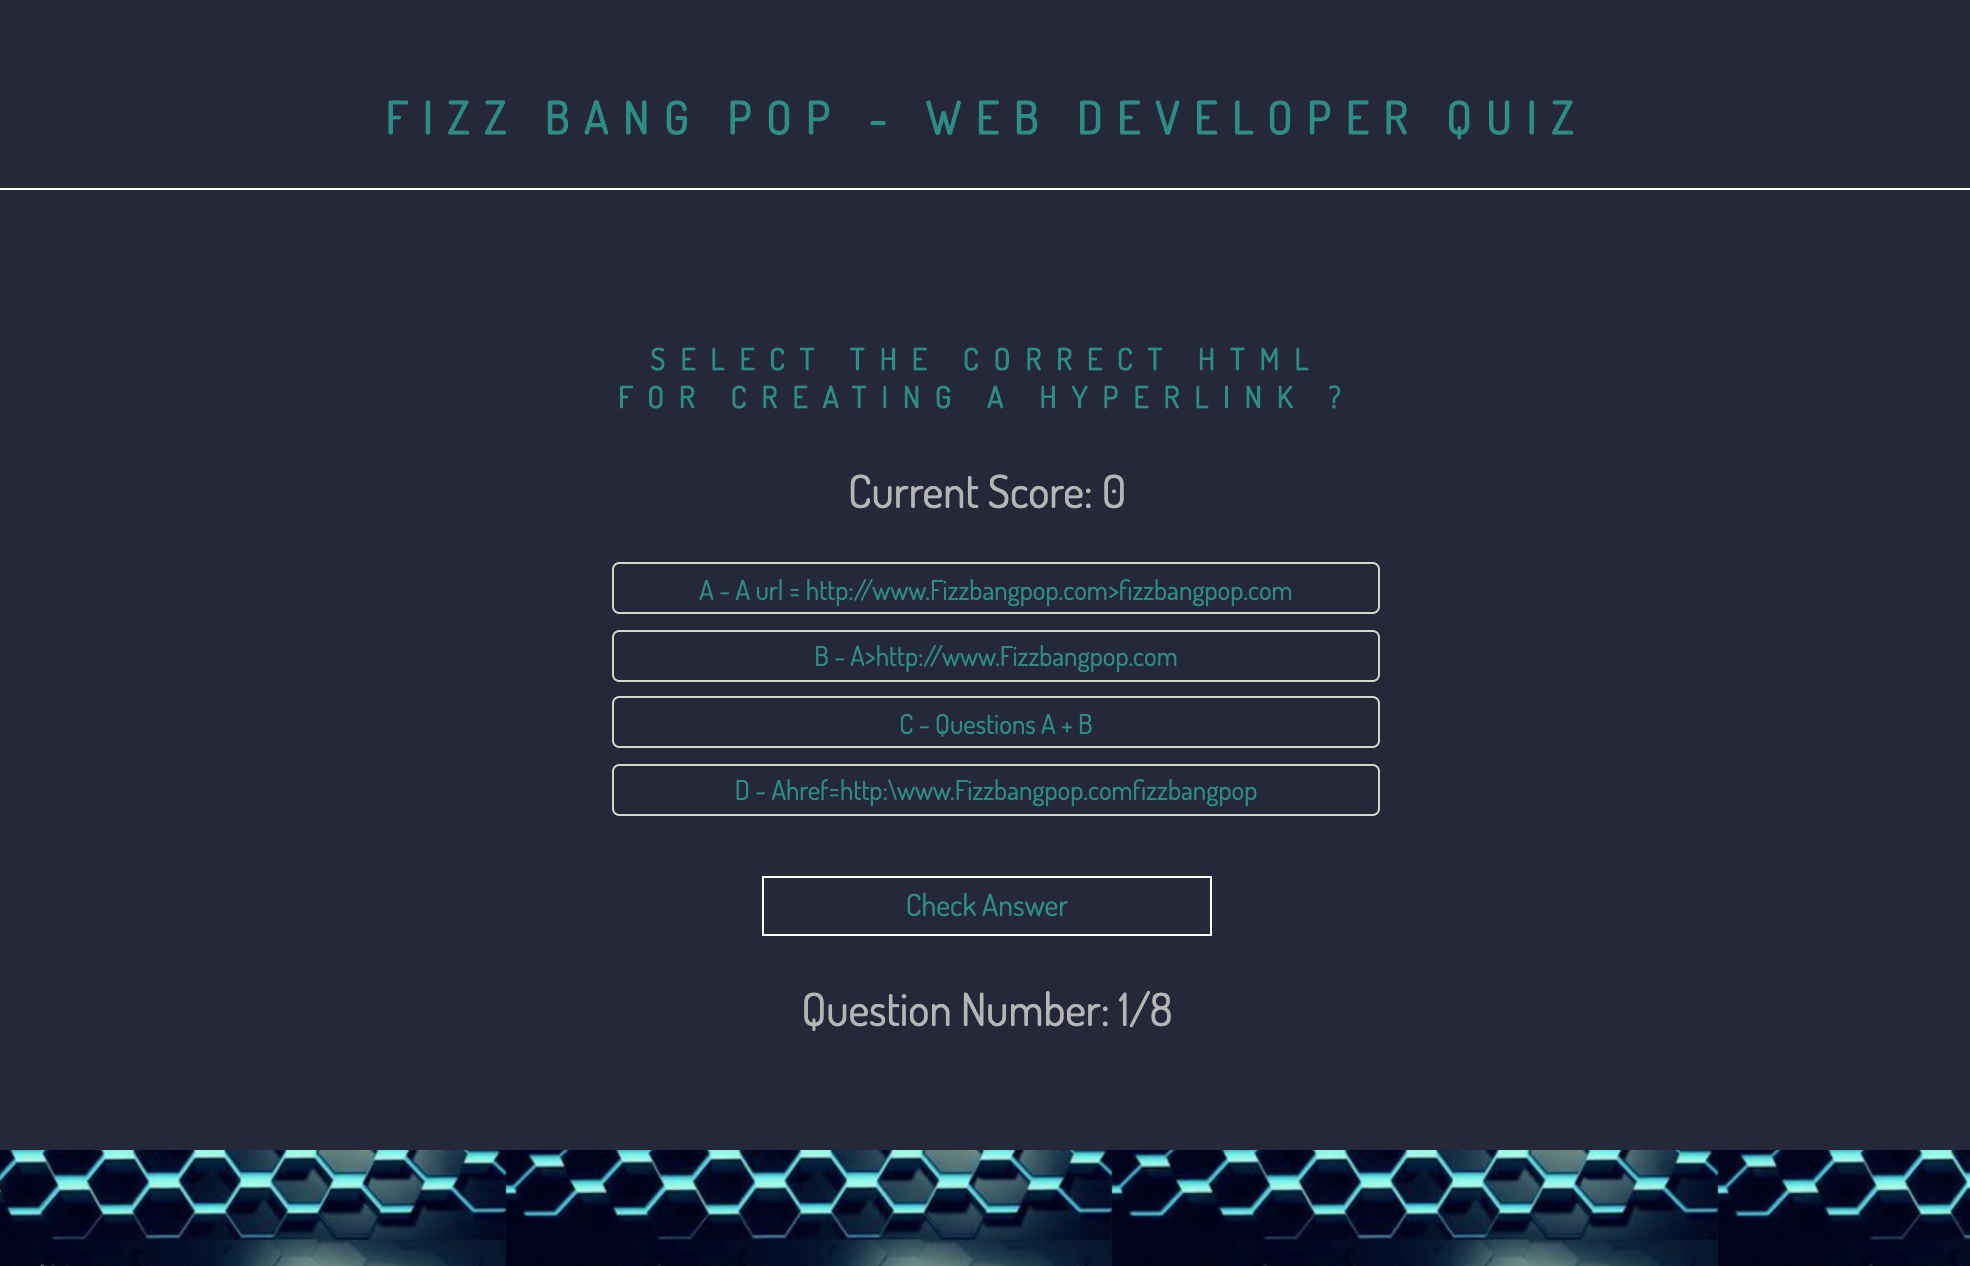 FIZZ BANG POP - WEB DEVELOPER QUIZ
SELECT THE CORRECT HTML
FOR CREATING A HYPERLINK ?
Current Score: 0
A - A url = http://www.Fizzbangpop.com>fizzbangpop.com
B - A>http://www.Fizzbangpop.com
C - Questions A + B
D - Ahref=http:\www.Fizzbangpop.comfizzbangpop
Check Answer
Question Number: 1/8